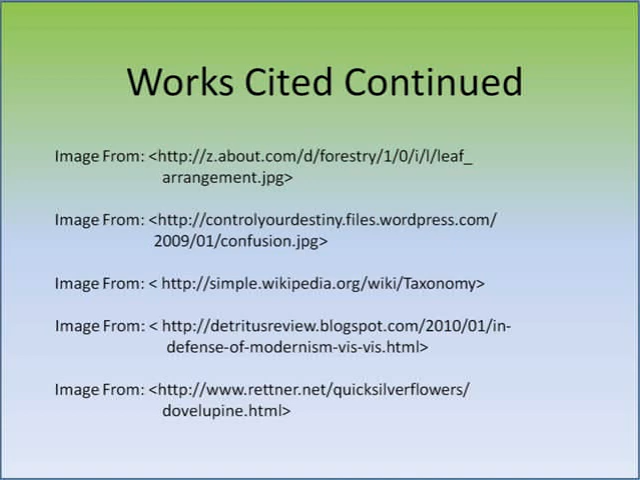 Works Cited Continued
Image From: <http://z.about.com/d/forestry/1/0/i/l/leaf_
arrangement.jpg>
Image From: <http://controlyourdestiny.files.wordpress.com/
2009/01/confusion.jpg>
Image From: < http://simple.wikipedia.org/wiki/Taxonomy>
Image From: < http://detritusreview.blogspot.com/2010/01/in-
defense-of-modernism-vis-vis.html>
Image From: <http://www.rettner.net/quicksilverflowers/
dovelupine.html>